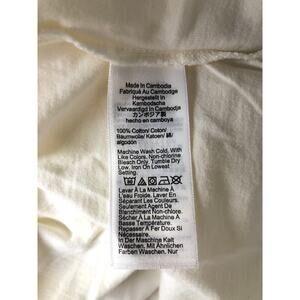 Made In Cambodia
Fabriqué Au Cambodge
Hergestellt In
Kambodscha
Vervaardigd In Cambodja
カンボジア製
hecho en camboya
100% Cotton/ Coton/
Baumwolle/ Katoen/ 綿/
algodón
Machine Wash Cold, With
Like Colors, Non-chlorine
Bleach Only, Tumble Dry
Low, Iron On Lowest
Setting.
Laver À La Machine À
L'eau Froide, Laver En
Séparant Les Couleurs.
Seulement Agent De
Blanchiment Non-chlore.
Sécher À La Machine À
Basse Température.
Repasser À Fer Doux Si
Nécessaire.
In Der Maschine Kalt
Waschen, Mit Ähnlichen
Farben Waschen, Nur